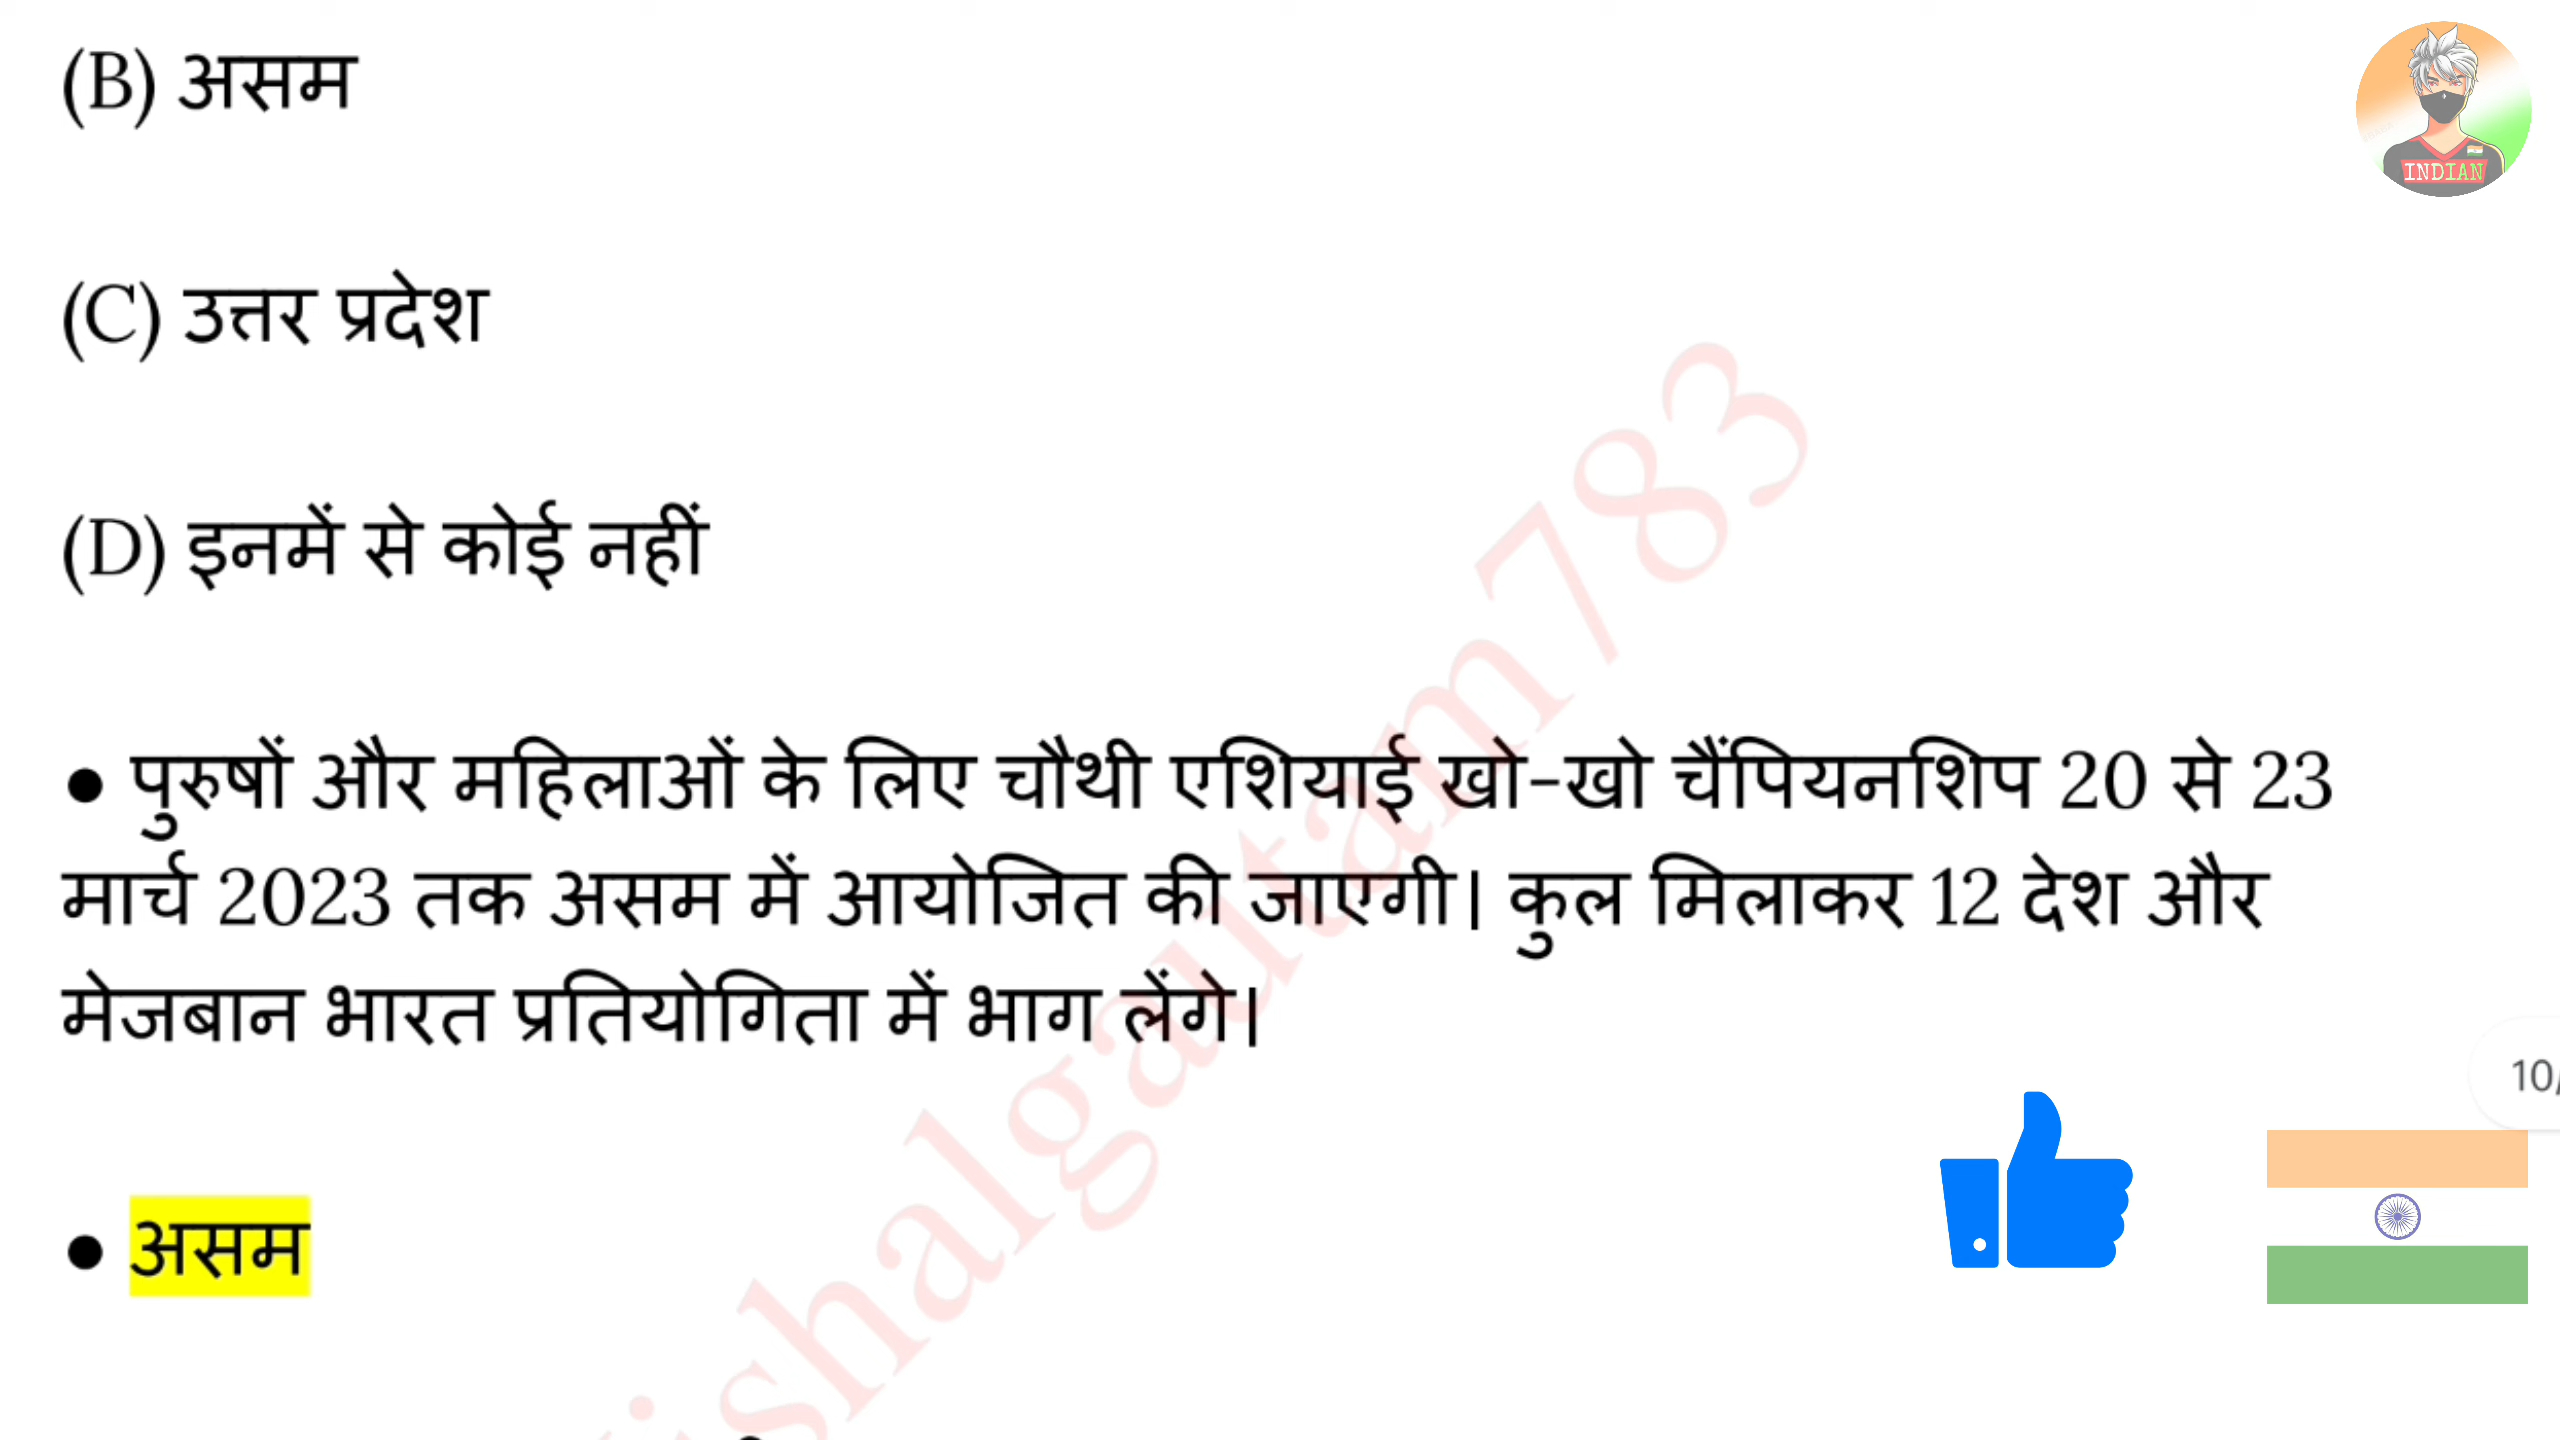 (B) असम
INDIAN
(C) उत्तर प्रदेश
(D) इनमें से कोई नहीं
● पुरुषों और महिलाओं के लिए चौथी एशियाई खो-खो चैंपियनशिप 20 से 23
मार्च 2023 तक असम में आयोजित की जाएगी| कुल मिलाकर 12 देश और
मेजबान भारत प्रतियोगिता में भाग लेंगे|
10/
● असम
ishalgautam783